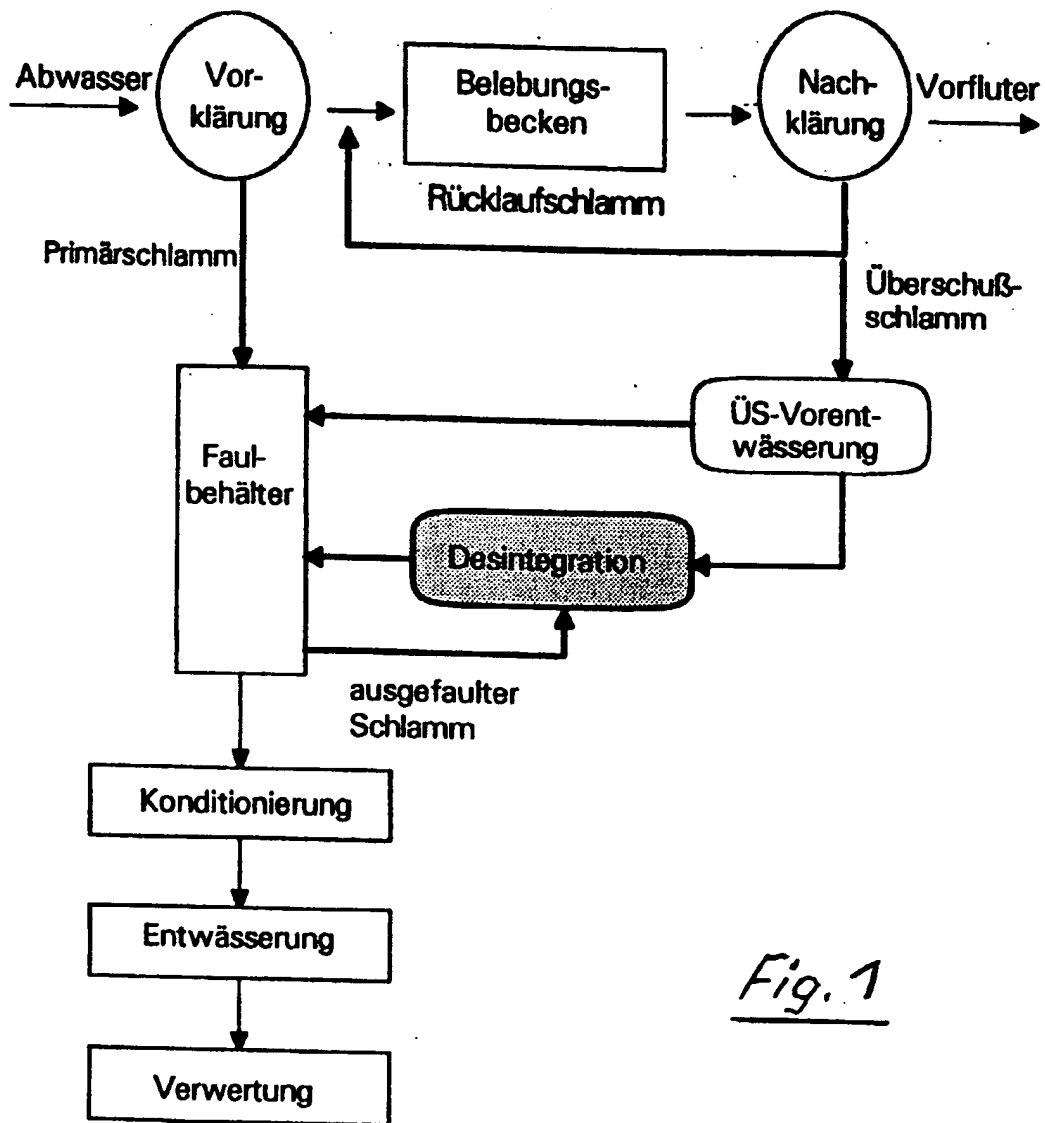 Abwasser
Vor-
klärung
Belebungs-
becken
Nach-
klärung
Vorfluter
Rücklaufschlamm
Primärschlamm
Überschuß-
schlamm
ÜS-Vorent-
wässerung
Faul-
behälter
Desintegration
ausgefaulter
Schlamm
Konditionierung
Entwässerung
Verwertung
Fig. 1